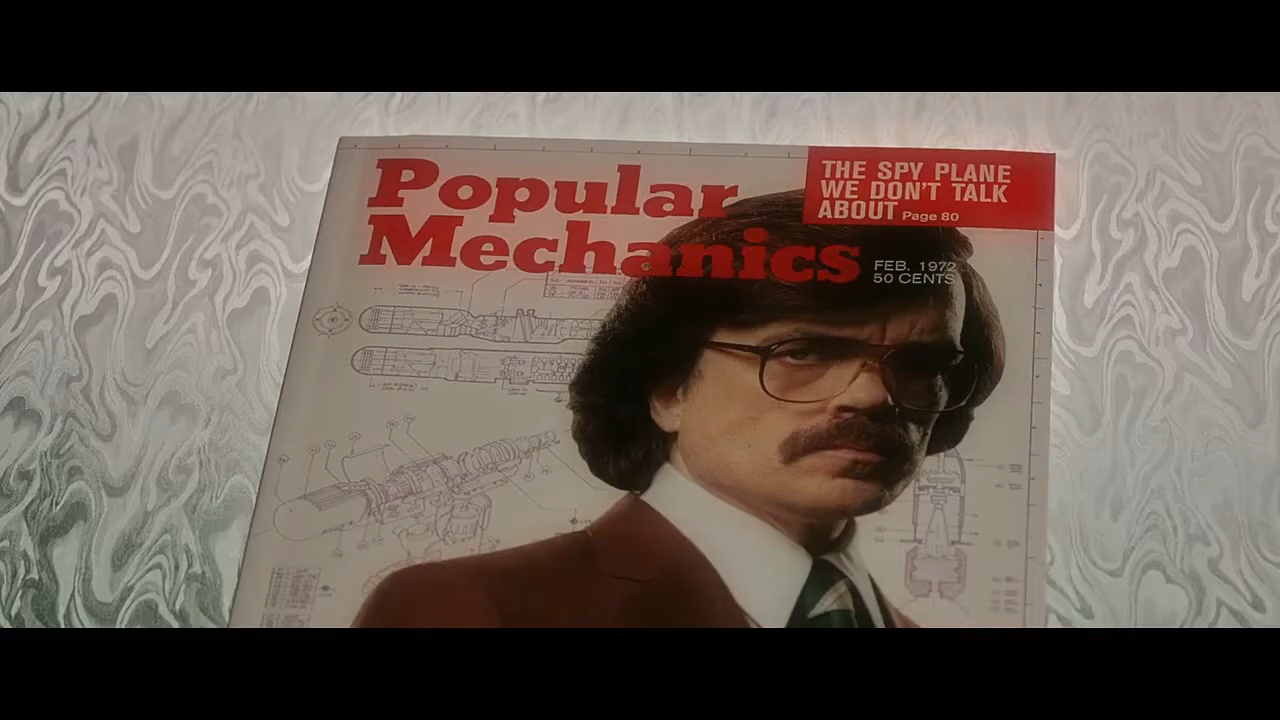 Popular
Mechanics
THE SPY PLANE
WE DON'T TALK
ABOUT Page 80
FEB. 1972
50 CENTS